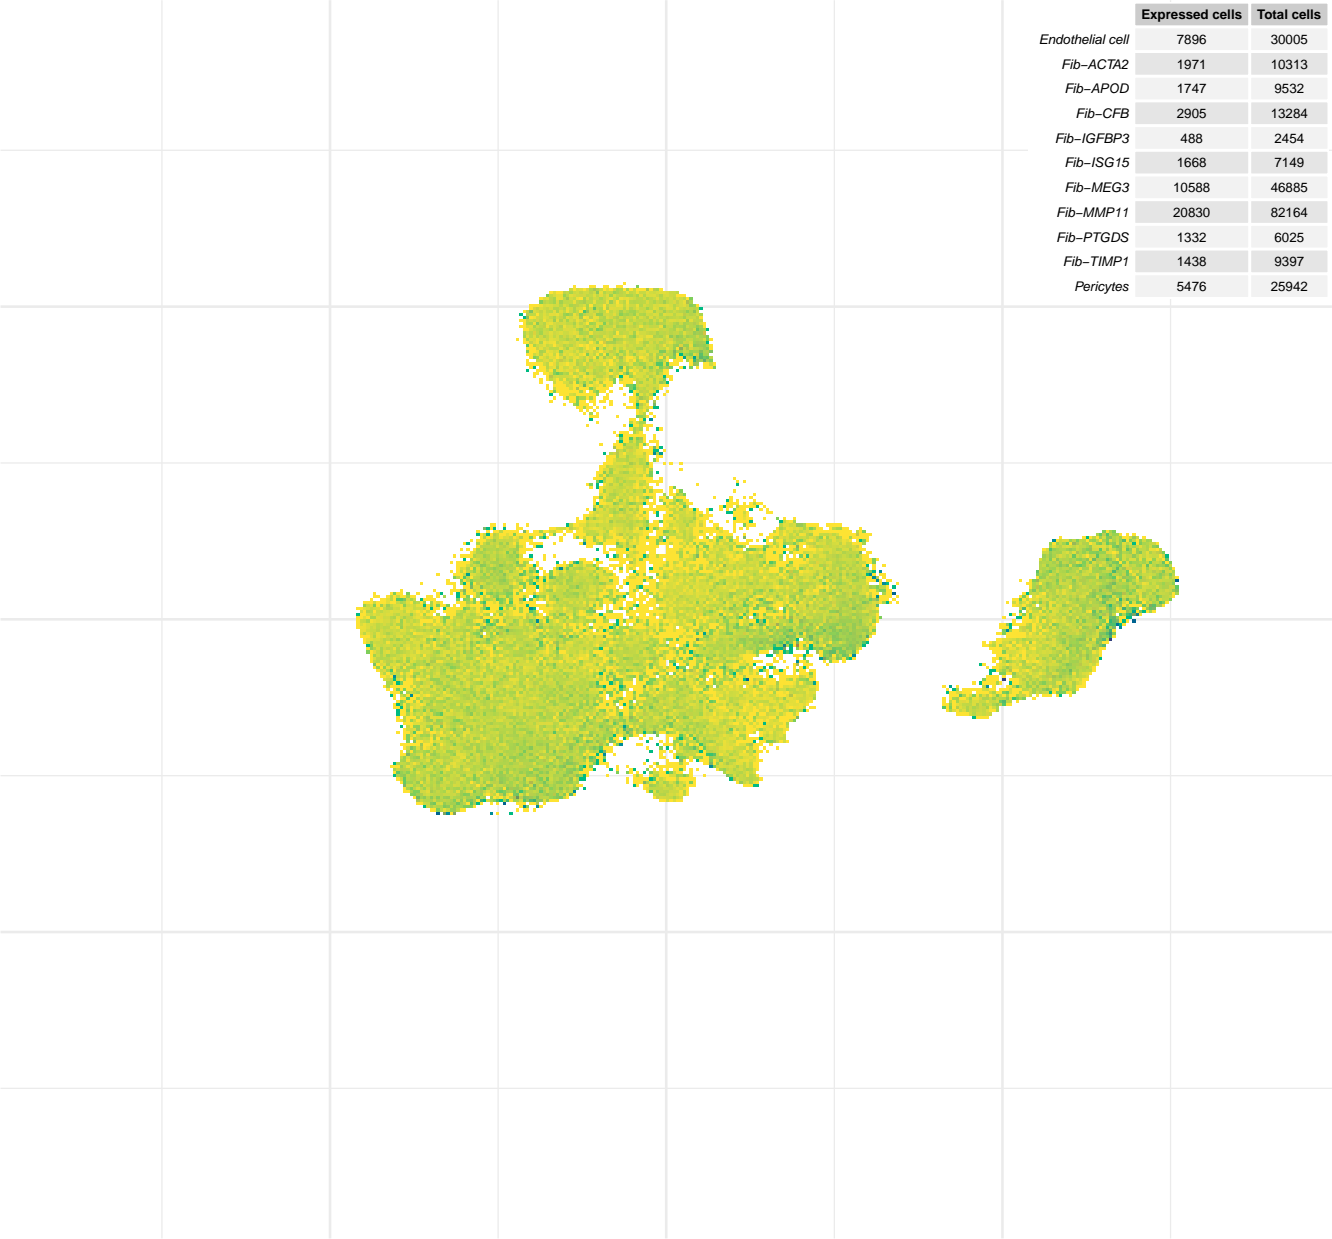 Expressed cells Total cells
Endothelial cell 7896 30005
Fib−ACTA2 1971 10313
Fib−APOD 1747 9532
Fib−CFB 2905 13284
Fib−IGFBP3 488 2454
Fib−ISG15 1668 7149
Fib−MEG3 10588 46885
Fib−MMP11 20830 82164
Fib−PTGDS 1332 6025
Fib−TIMP1 1438 9397
Pericytes 5476 25942